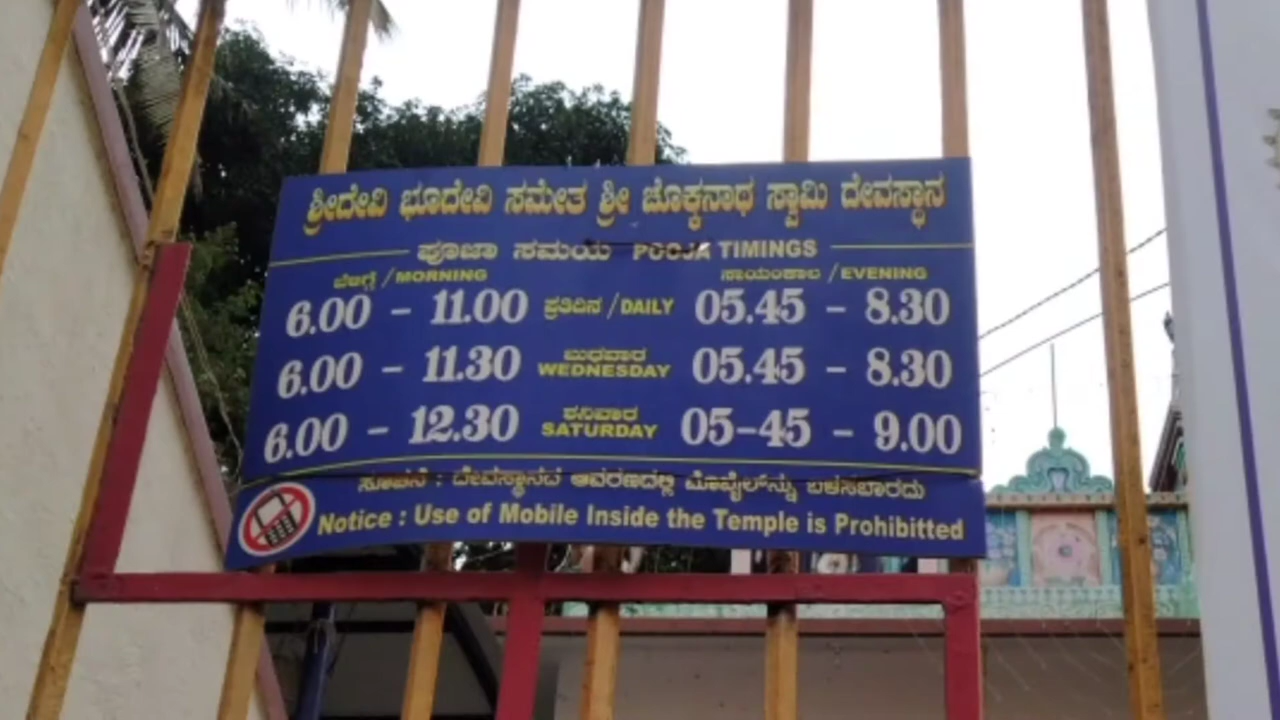 ಶ್ರೀದೇವಿ ಭೂದೇವಿ ಸಮೇತ ಶ್ರೀ ಚೊಕ್ಕನಾಥ ಸ್ವಾಮಿ ದೇವಸ್ಥಾನ
ಪೂಜಾ ಸಮಯ POOJA TIMINGS
ಬೆಳಿಗ್ಗೆ / MORNING ಸಾಯಂಕಾಲ / EVENING
6.00 - 11.00 ಪ್ರತಿದಿನ / DAILY 05.45 - 8.30
6.00 - 11.30 ಬುಧವಾರ WEDNESDAY 05.45 - 8.30
6.00 - 12.30 ಶನಿವಾರ SATURDAY 05-45 - 9.00
ಸೂಚನೆ : ದೇವಸ್ಥಾನದ ಆವರಣದಲ್ಲಿ ಮೊಬೈಲ್‌ನ್ನು ಬಳಸಬಾರದು
Notice : Use of Mobile Inside the Temple is Prohibitted